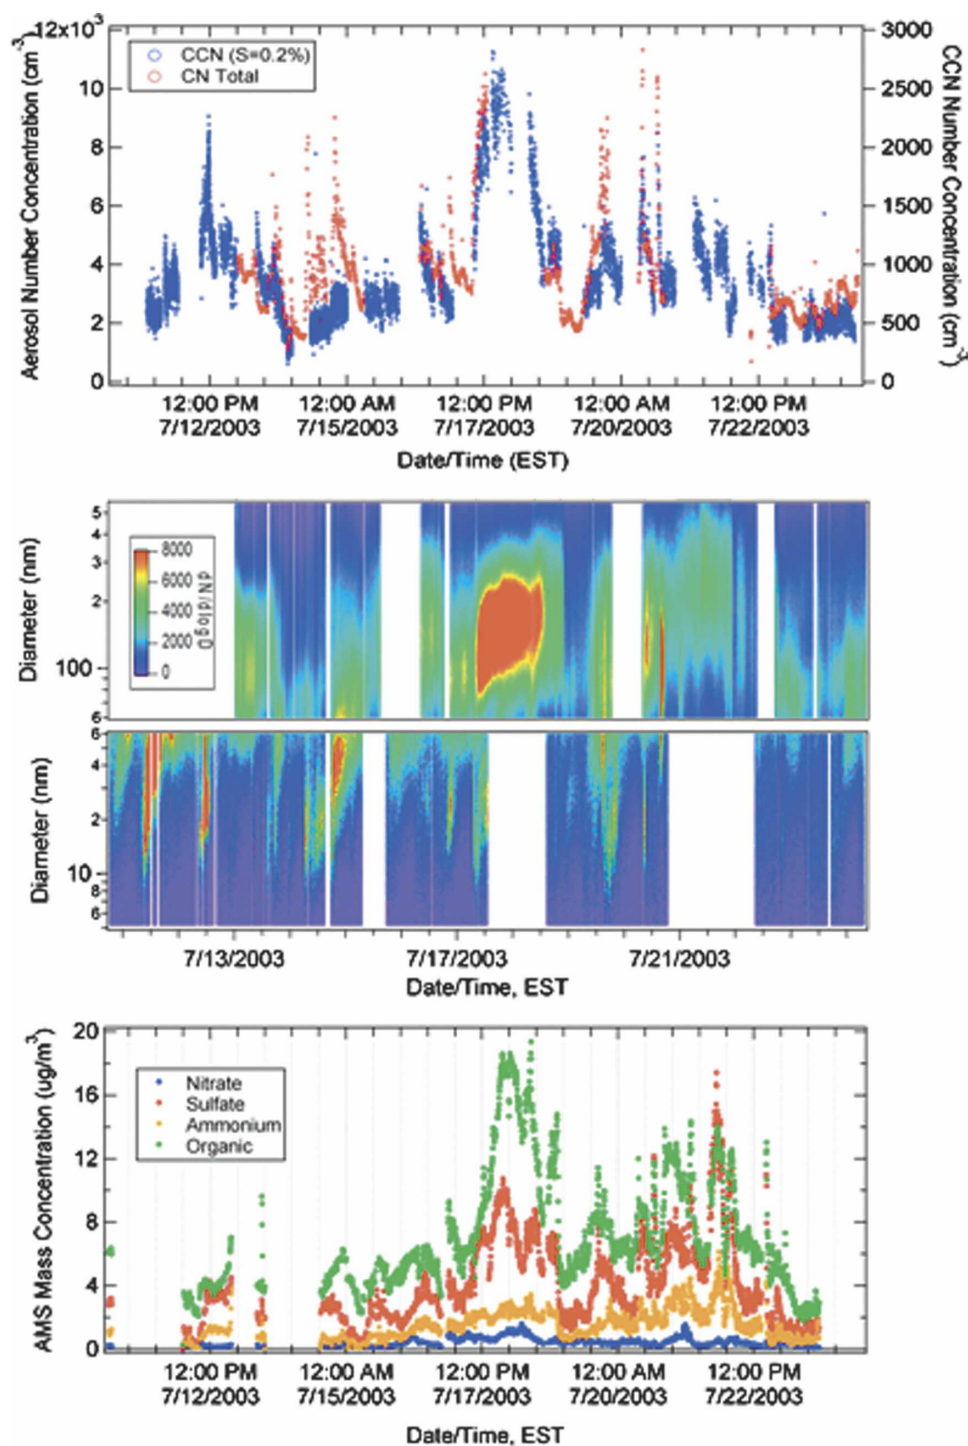 12x10³
10
8
6
4
2
0
Aerosol Number Concentration (cm⁻³)
CCN (S=0.2%)
CN Total
3000
2500
2000
1500
1000
500
0
CCN Number Concentration (cm⁻³)
12:00 PM 12:00 AM 12:00 PM 12:00 AM 12:00 PM
7/12/2003 7/15/2003 7/17/2003 7/20/2003 7/22/2003
Date/Time (EST)
Diameter (nm)
5
4
3
2
100
6
8000
6000
4000
2000
0
dN/dlogD
Diameter (nm)
6
4
2
10
8
6
7/13/2003 7/17/2003 7/21/2003
Date/Time, EST
AMS Mass Concentration (ug/m³)
20
16
12
8
4
0
Nitrate
Sulfate
Ammonium
Organic
12:00 PM 12:00 AM 12:00 PM 12:00 AM 12:00 PM
7/12/2003 7/15/2003 7/17/2003 7/20/2003 7/22/2003
Date/Time, EST